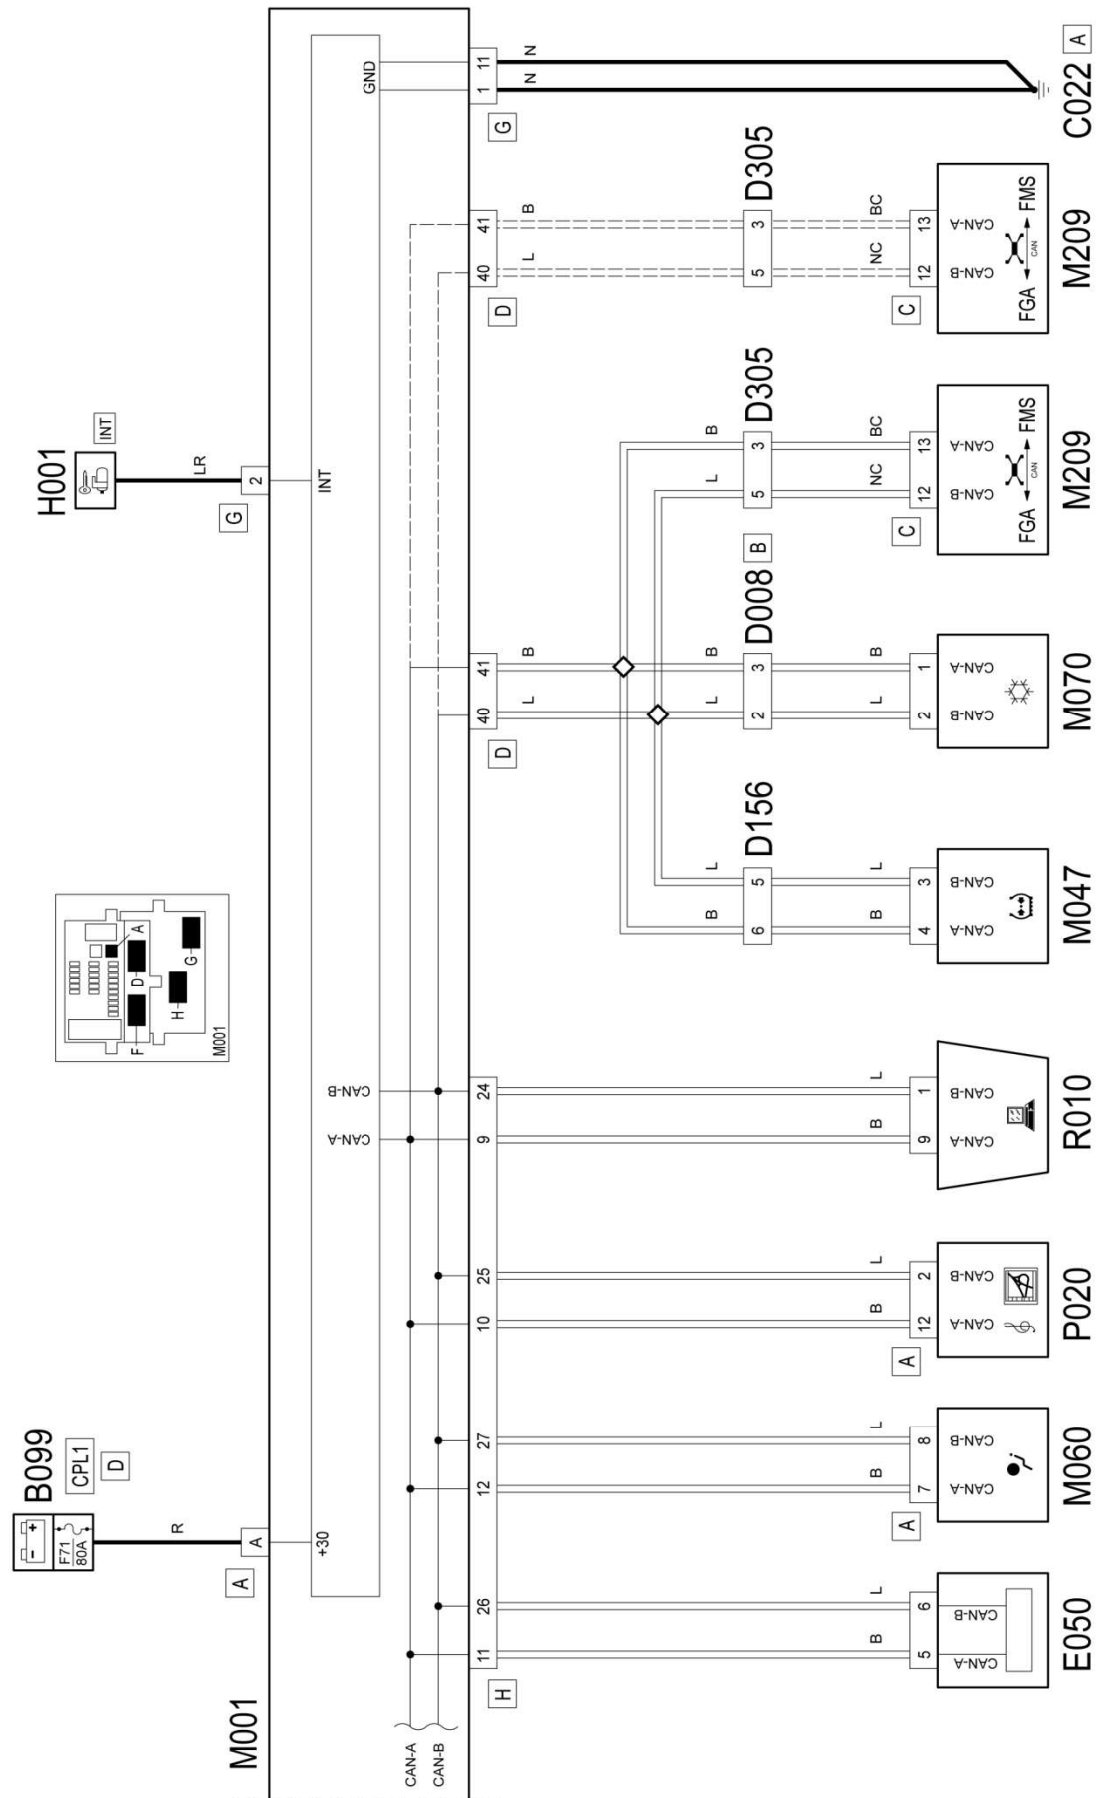 B099
F71
80A
CPL1
D
H001
INT
R
LR
M001
A
A
G
2
F
D
A
H
G
M001
+30
INT
CAN-A
CAN-B
GND
CAN-A
CAN-B
H
11
26
12
27
10
25
9
24
D
40
41
D
40
41
G
1
11
L
B
L
B
N
N
B
L
B
L
L
B
L
B
D156
6
5
D008
2
3
B
D305
5
3
D305
5
3
B
L
B
L
B
L
B
L
B
L
L
B
NC
BC
NC
BC
5
6
A
7
8
A
12
2
9
1
4
3
2
1
C
12
13
C
12
13
CAN-A
CAN-B
CAN-A
CAN-B
CAN-A
CAN-B
CAN-A
CAN-B
CAN-A
CAN-B
CAN-B
CAN-A
CAN-B
CAN-A
CAN-B
CAN-A
FGA
CAN
FMS
FGA
CAN
FMS
E050
M060
P020
R010
M047
M070
M209
M209
C022
A